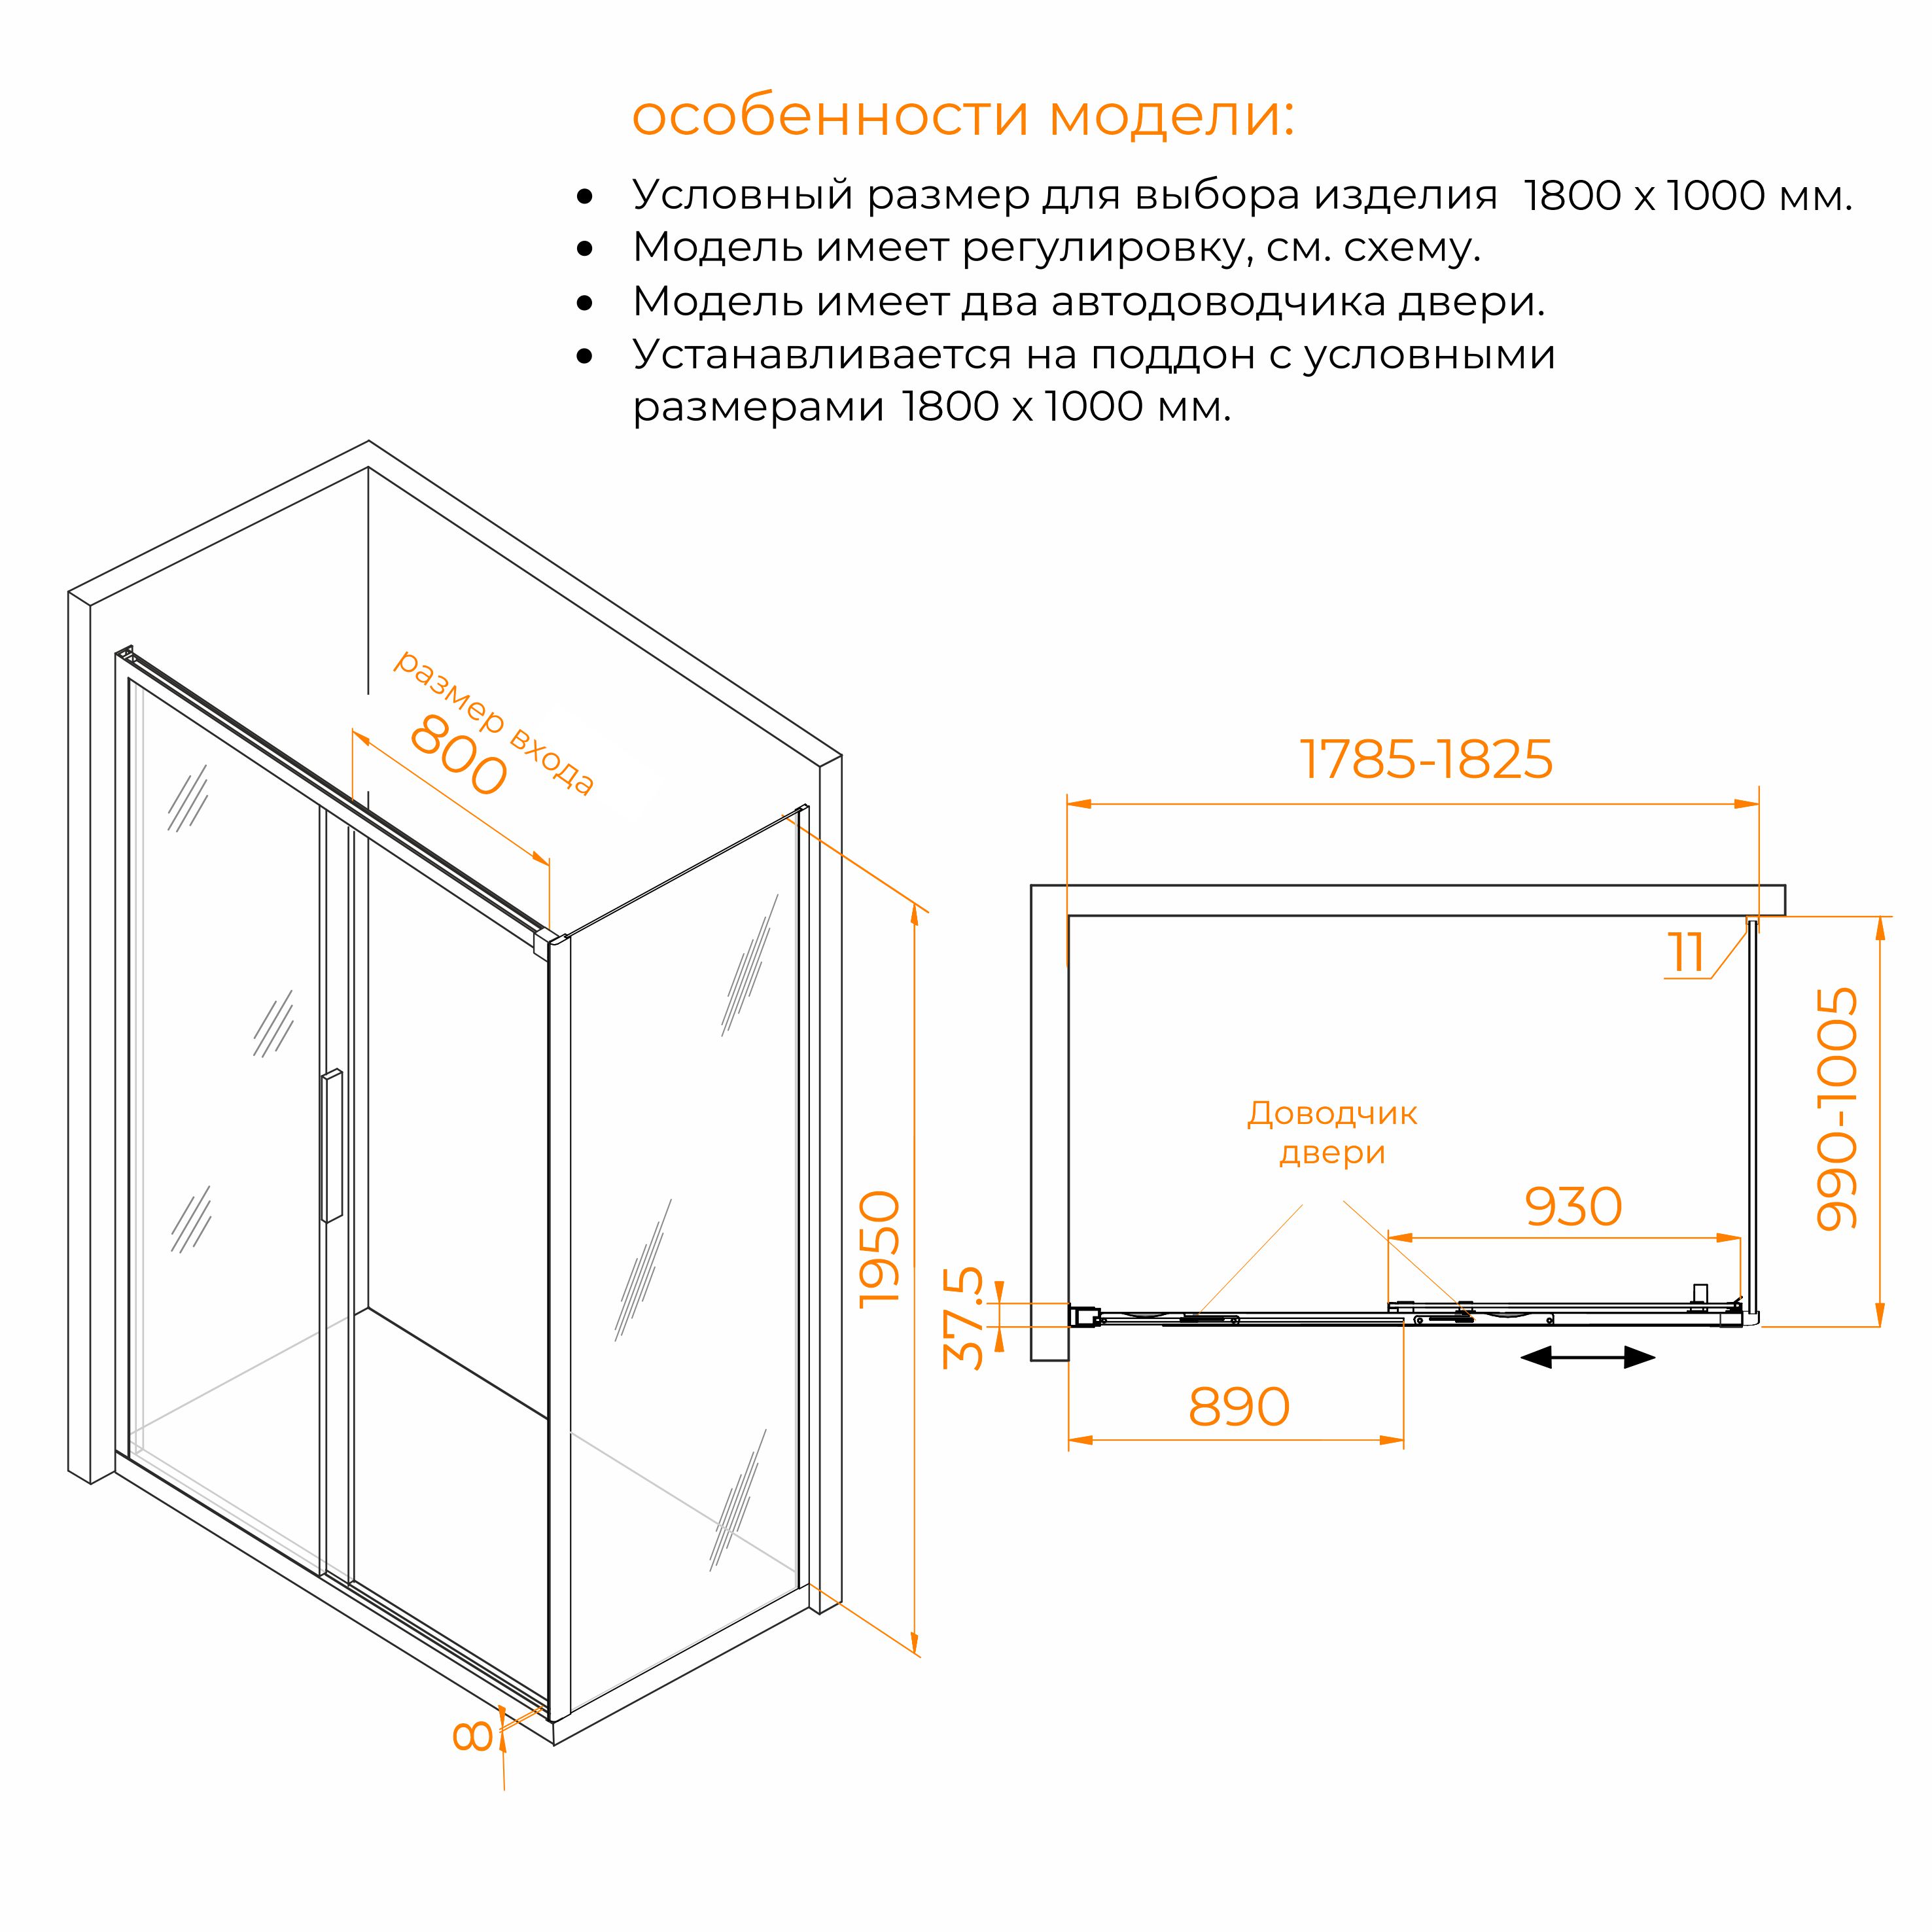 особенности модели:
• Условный размер для выбора изделия 1800 х 1000 мм.
• Модель имеет регулировку, см. схему.
• Модель имеет два автодоводчика двери.
• Устанавливается на поддон с условными
размерами 1800 х 1000 мм.
размер входа
800
1950
8
1785-1825
11
990-1005
Доводчик
двери
930
37.5
890